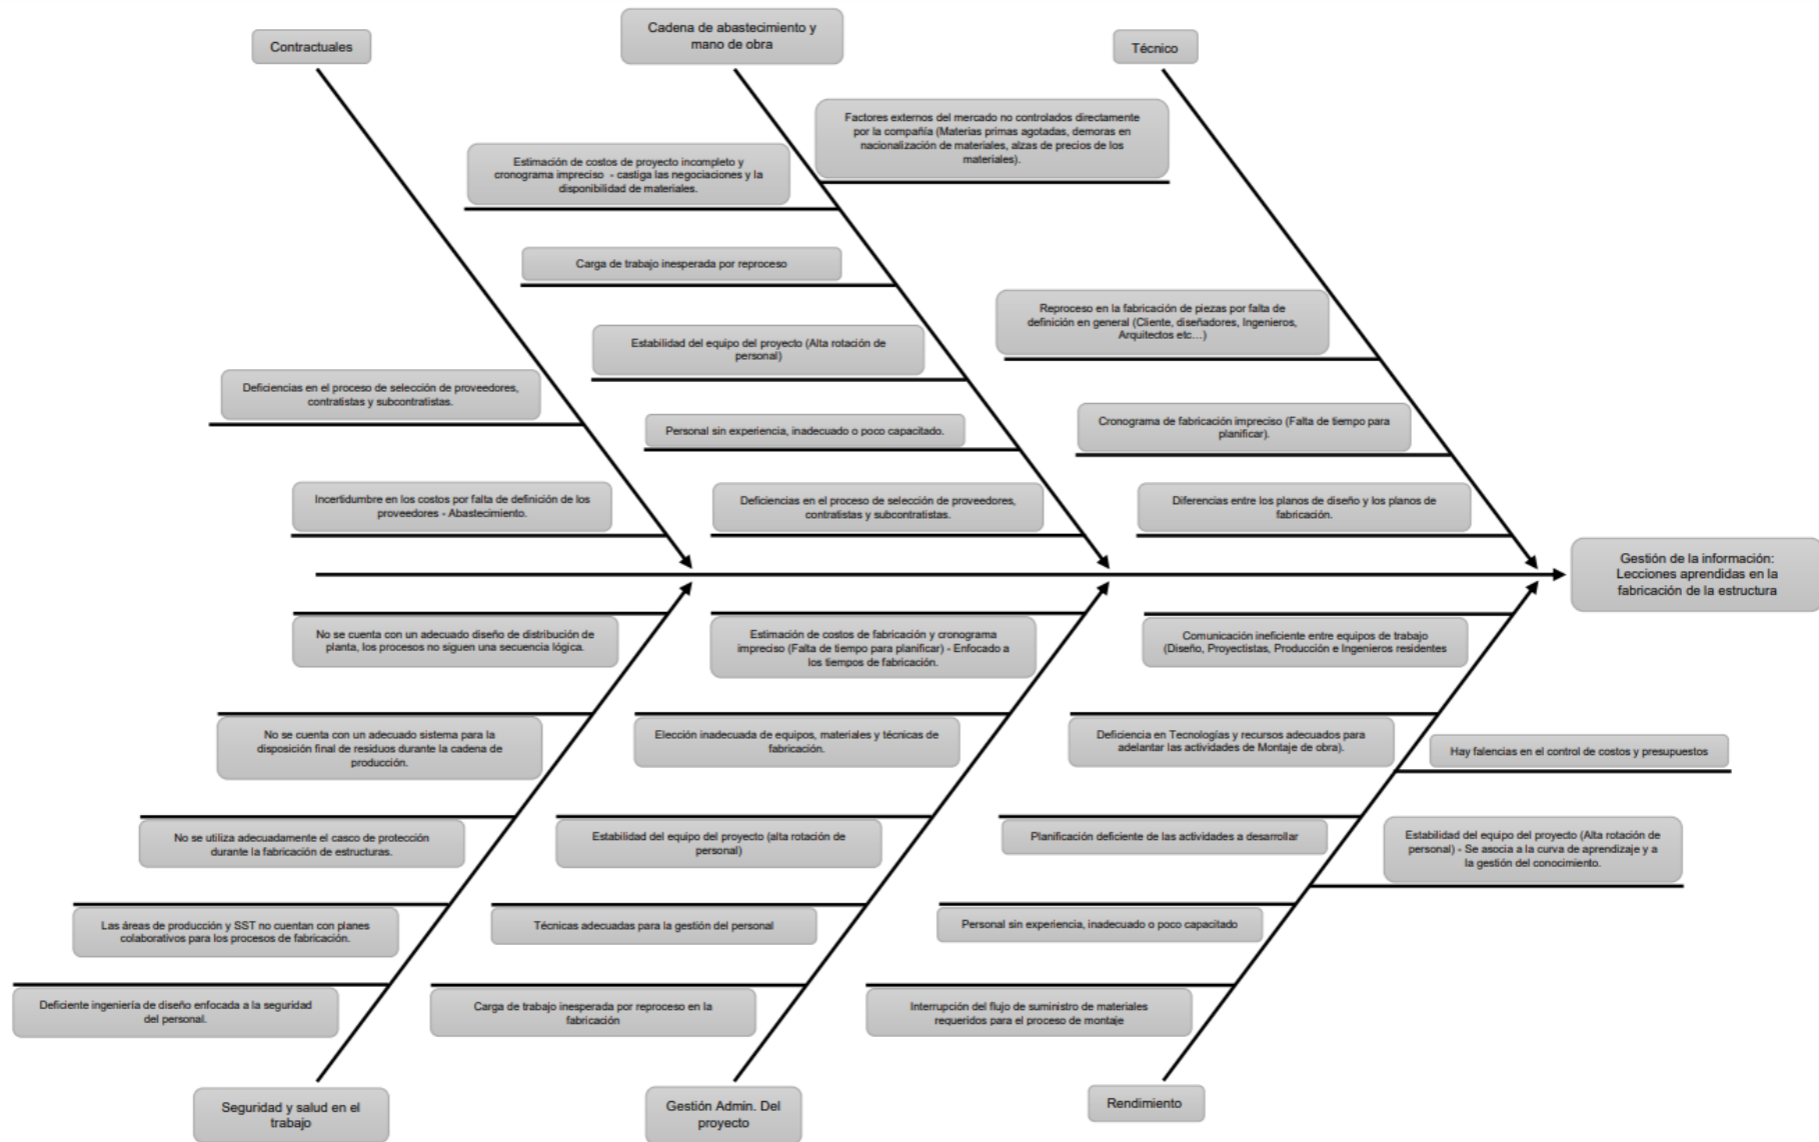 Contractuales
Cadena de abastecimiento y
mano de obra
Técnico
Factores externos del mercado no controlados directamente
por la compañía (Materias primas agotadas, demoras en
nacionalización de materiales, alzas de precios de los
materiales).
Estimación de costos de proyecto incompleto y
cronograma impreciso - castiga las negociaciones y la
disponibilidad de materiales.
Carga de trabajo inesperada por reproceso
Reproceso en la fabricación de piezas por falta de
definición en general (Cliente, diseñadores, Ingenieros,
Arquitectos etc...)
Estabilidad del equipo del proyecto (Alta rotación de
personal)
Deficiencias en el proceso de selección de proveedores,
contratistas y subcontratistas.
Personal sin experiencia, inadecuado o poco capacitado.
Cronograma de fabricación impreciso (Falta de tiempo para
planificar).
Incertidumbre en los costos por falta de definición de los
proveedores - Abastecimiento.
Deficiencias en el proceso de selección de proveedores,
contratistas y subcontratistas.
Diferencias entre los planos de diseño y los planos de
fabricación.
Gestión de la información:
Lecciones aprendidas en la
fabricación de la estructura
No se cuenta con un adecuado diseño de distribución de
planta, los procesos no siguen una secuencia lógica.
Estimación de costos de fabricación y cronograma
impreciso (Falta de tiempo para planificar) - Enfocado a
los tiempos de fabricación.
Comunicación ineficiente entre equipos de trabajo
(Diseño, Proyectistas, Producción e Ingenieros residentes
No se cuenta con un adecuado sistema para la
disposición final de residuos durante la cadena de
producción.
Elección inadecuada de equipos, materiales y técnicas de
fabricación.
Deficiencia en Tecnologías y recursos adecuados para
adelantar las actividades de Montaje de obra).
Hay falencias en el control de costos y presupuestos
No se utiliza adecuadamente el casco de protección
durante la fabricación de estructuras.
Estabilidad del equipo del proyecto (alta rotación de
personal)
Planificación deficiente de las actividades a desarrollar
Estabilidad del equipo del proyecto (Alta rotación de
personal) - Se asocia a la curva de aprendizaje y a
la gestión del conocimiento.
Las áreas de producción y SST no cuentan con planes
colaborativos para los procesos de fabricación.
Técnicas adecuadas para la gestión del personal
Personal sin experiencia, inadecuado o poco capacitado
Deficiente ingeniería de diseño enfocada a la seguridad
del personal.
Carga de trabajo inesperada por reproceso en la
fabricación
Interrupción del flujo de suministro de materiales
requeridos para el proceso de montaje
Seguridad y salud en el
trabajo
Gestión Admin. Del
proyecto
Rendimiento